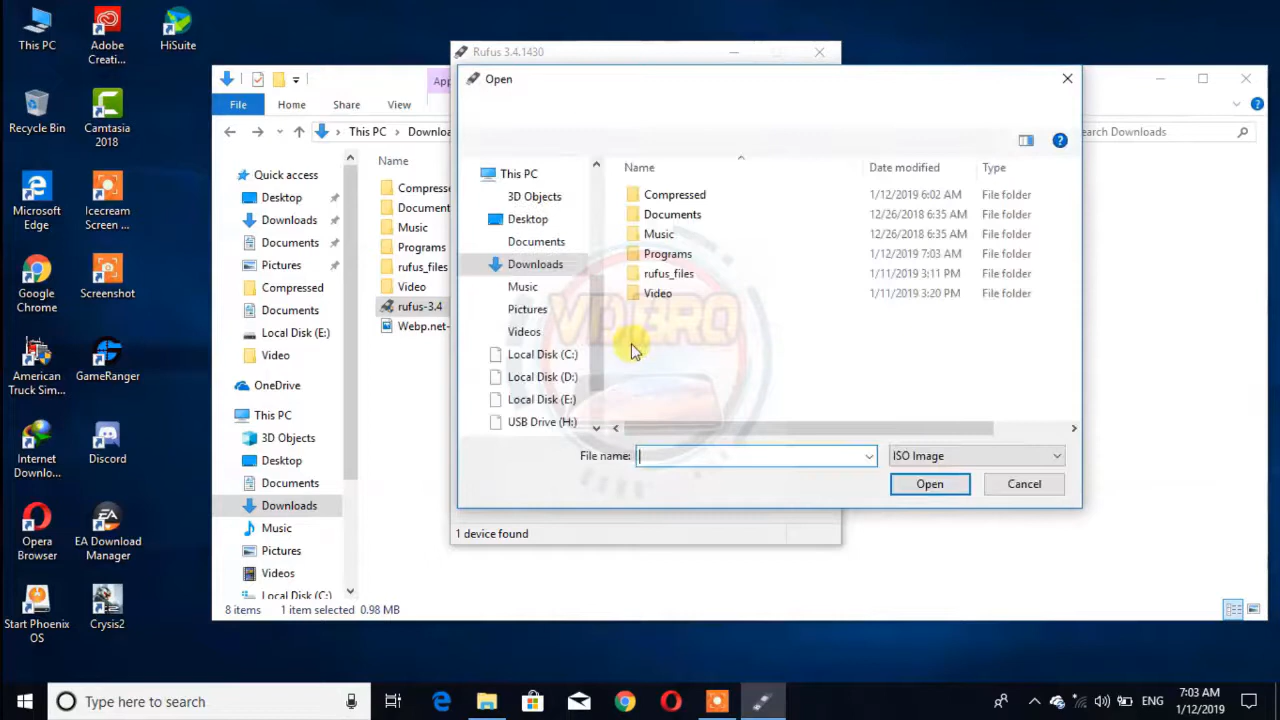 This PC
Adobe
Creati...
HiSuite
Recycle Bin
Camtasia
2018
Microsoft
Edge
Icecream
Screen ...
Google
Chrome
Screenshot
American
Truck Sim...
GameRanger
Internet
Downlo...
Discord
Opera
Browser
EA Download
Manager
Start Phoenix
OS
Crysis2
File
Home
Share
View
This PC
Downloa
Search Downloads
Quick access
Desktop
Downloads
Documents
Pictures
Compressed
Documents
Local Disk (E:)
Video
OneDrive
This PC
3D Objects
Desktop
Documents
Downloads
Music
Pictures
Videos
Local Disk (C:)
Name
Compresse
Document
Music
Programs
rufus_files
Video
rufus-3.4
Webp.net-
8 items
1 item selected 0.98 MB
Rufus 3.4.1430
1 device found
Open
This PC
3D Objects
Desktop
Documents
Downloads
Music
Pictures
Videos
Local Disk (C:)
Local Disk (D:)
Local Disk (E:)
USB Drive (H:)
Name
Date modified
Type
Compressed
1/12/2019 6:02 AM
File folder
Documents
12/26/2018 6:35 AM
File folder
Music
12/26/2018 6:35 AM
File folder
Programs
1/12/2019 7:03 AM
File folder
rufus_files
1/11/2019 3:11 PM
File folder
Video
1/11/2019 3:20 PM
File folder
VD BRO
File name:
ISO Image
Open
Cancel
Type here to search
ENG
7:03 AM
1/12/2019